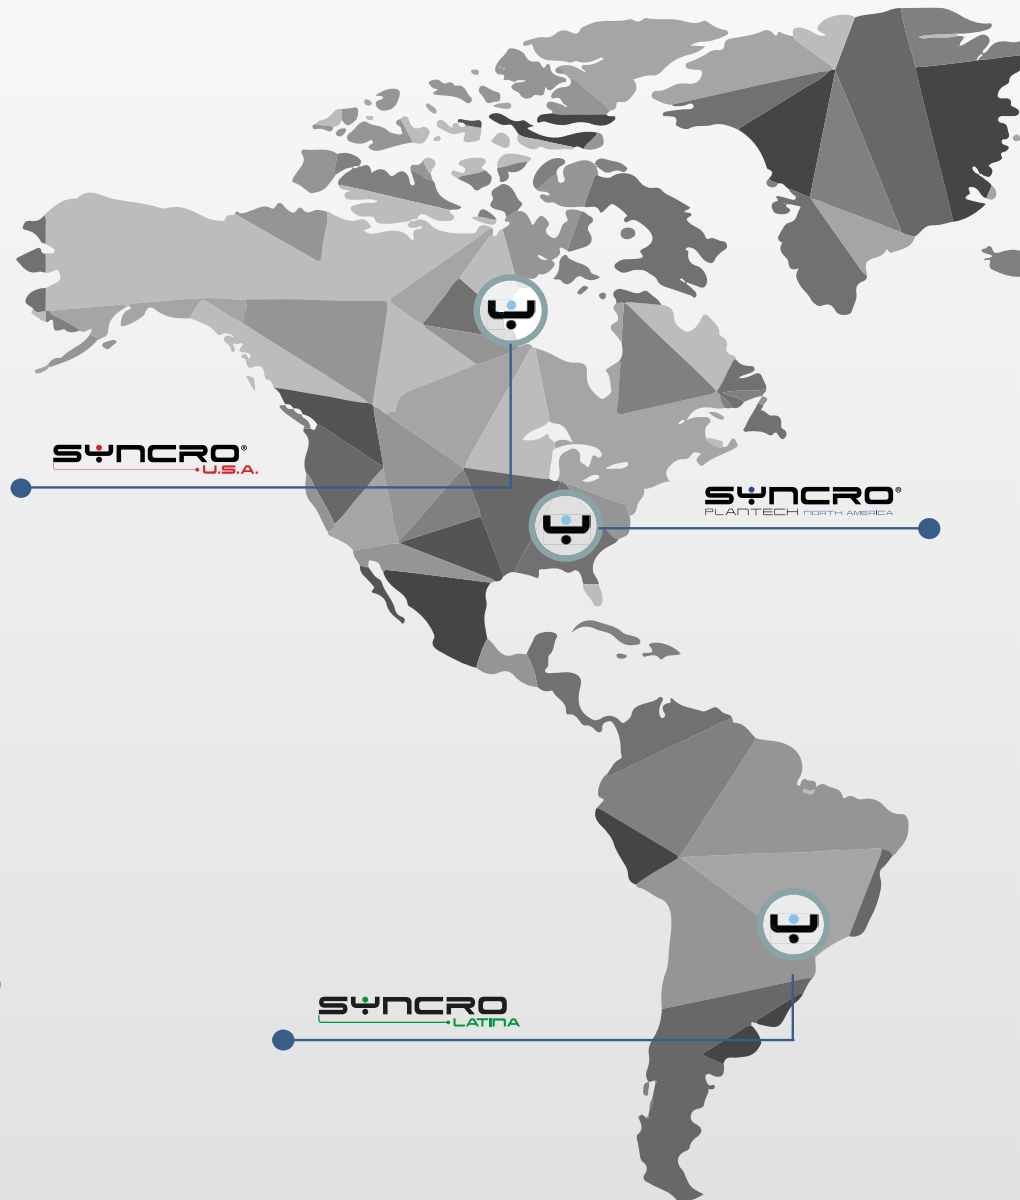 SYNCRO®
U.S.A.
SYNCRO®
PLANTECH NORTH AMERICA
SYNCRO
LATINA